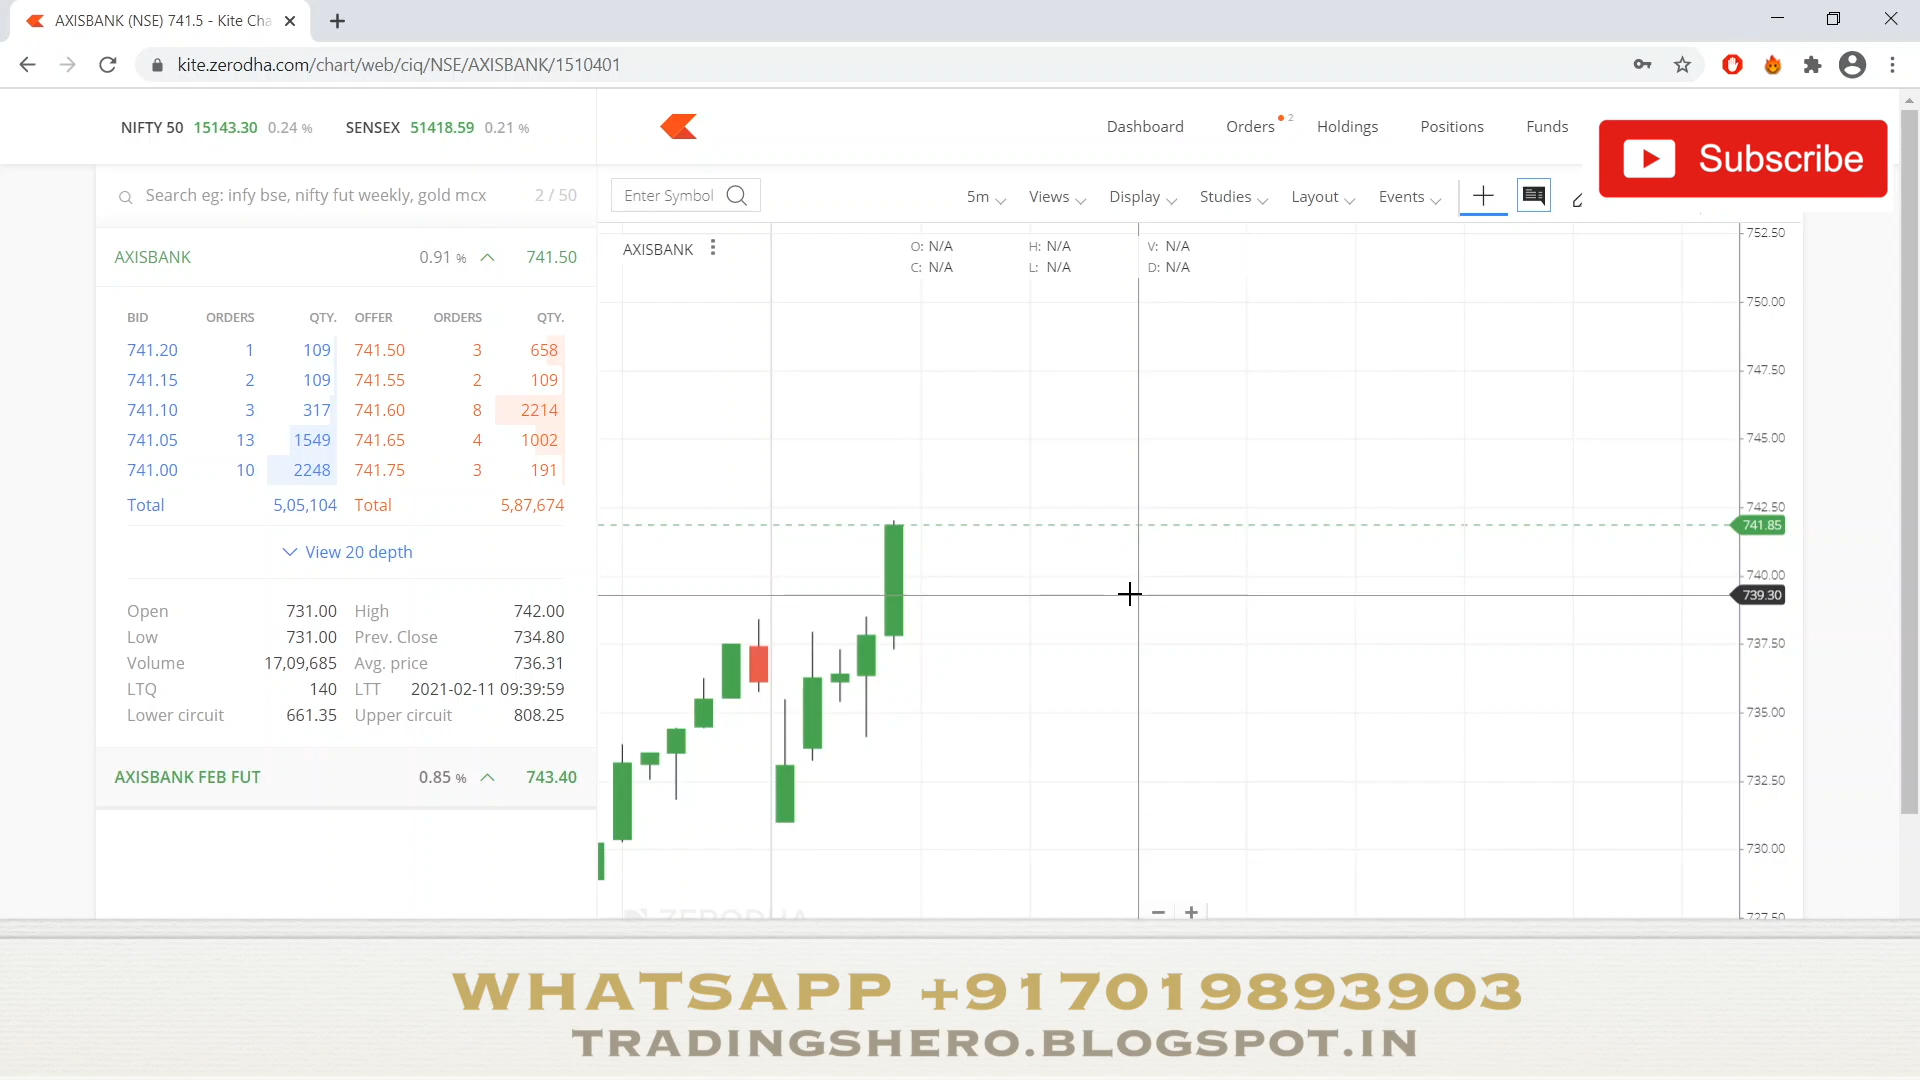 AXISBANK (NSE) 741.5 - Kite Cha
kite.zerodha.com/chart/web/ciq/NSE/AXISBANK/1510401
NIFTY 50 15143.30 0.24 % SENSEX 51418.59 0.21 %
Dashboard Orders 2 Holdings Positions Funds
Subscribe
Search eg: infy bse, nifty fut weekly, gold mcx 2 / 50
Enter Symbol 5m Views Display Studies Layout Events
AXISBANK 0.91 % 741.50
BID ORDERS QTY. OFFER ORDERS QTY.
741.20 1 109 741.50 3 658
741.15 2 109 741.55 2 109
741.10 3 317 741.60 8 2214
741.05 13 1549 741.65 4 1002
741.00 10 2248 741.75 3 191
Total 5,05,104 Total 5,87,674
View 20 depth
Open 731.00 High 742.00
Low 731.00 Prev. Close 734.80
Volume 17,09,685 Avg. price 736.31
LTQ 140 LTT 2021-02-11 09:39:59
Lower circuit 661.35 Upper circuit 808.25
AXISBANK FEB FUT 0.85 % 743.40
AXISBANK O: N/A H: N/A V: N/A
C: N/A L: N/A D: N/A
752.50
750.00
747.50
745.00
742.50
741.85
740.00
739.30
737.50
735.00
732.50
730.00
727.50
ZERODHA
WHATSAPP +917019893903
TRADINGSHERO.BLOGSPOT.IN